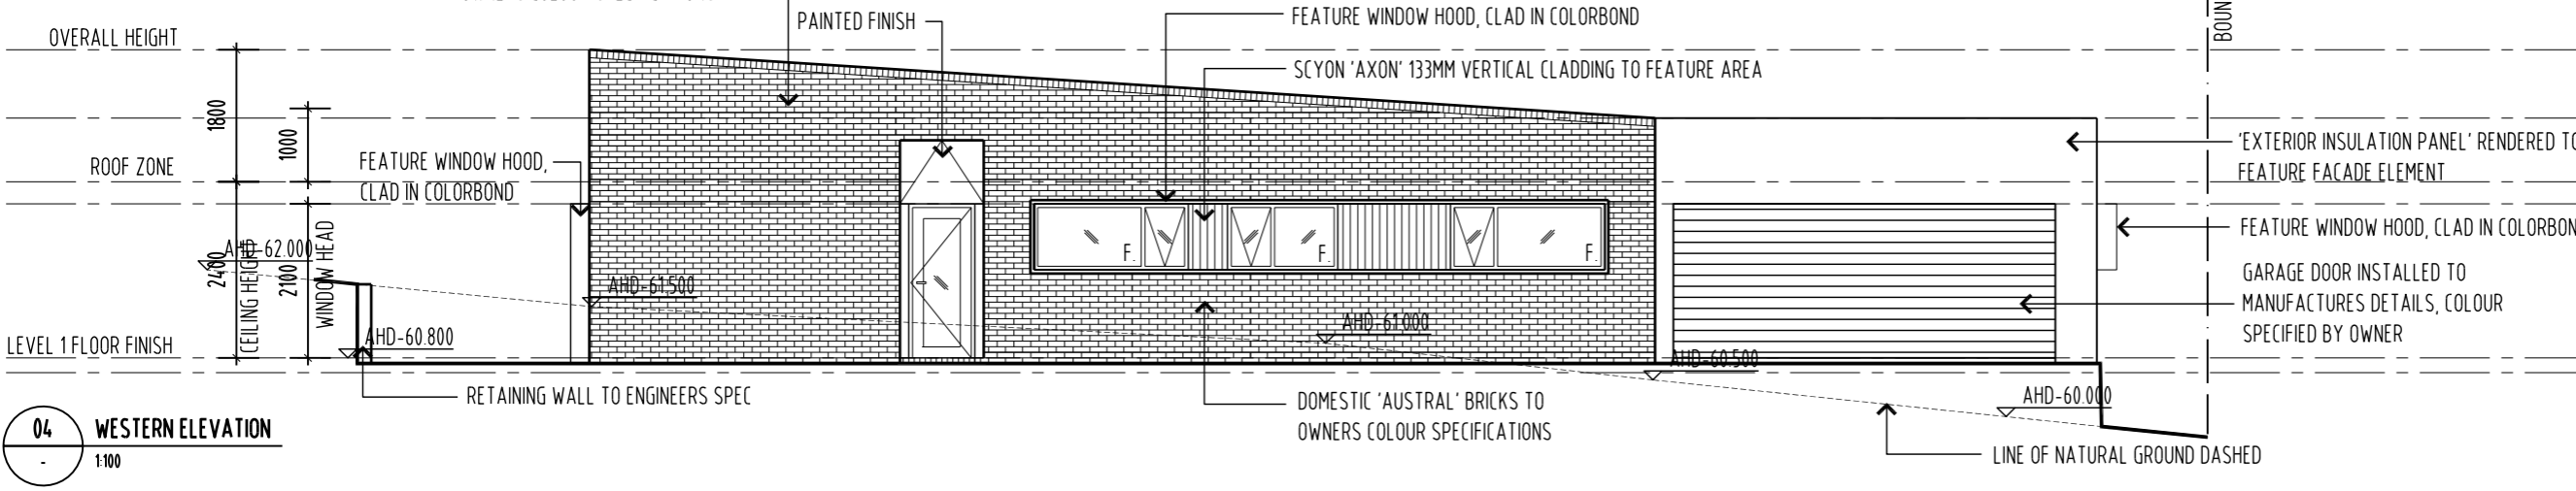 PAINTED FINISH
FEATURE WINDOW HOOD, CLAD IN COLORBOND
OVERALL HEIGHT
SCYON 'AXON' 133MM VERTICAL CLADDING TO FEATURE AREA
1800
1000
ROOF ZONE
FEATURE WINDOW HOOD,
CLAD IN COLORBOND
'EXTERIOR INSULATION PANEL' RENDERED TO
FEATURE FACADE ELEMENT
FEATURE WINDOW HOOD, CLAD IN COLORBON
AHD-62.000
2400
CEILING HEIGHT
2100
WINDOW HEAD
F.
F.
F.
AHD-61.500
AHD-61.000
AHD-60.800
GARAGE DOOR INSTALLED TO
MANUFACTURES DETAILS, COLOUR
SPECIFIED BY OWNER
LEVEL 1 FLOOR FINISH
AHD-60.500
AHD-60.000
RETAINING WALL TO ENGINEERS SPEC
DOMESTIC 'AUSTRAL' BRICKS TO
OWNERS COLOUR SPECIFICATIONS
LINE OF NATURAL GROUND DASHED
BOUN
04
-
WESTERN ELEVATION
1:100